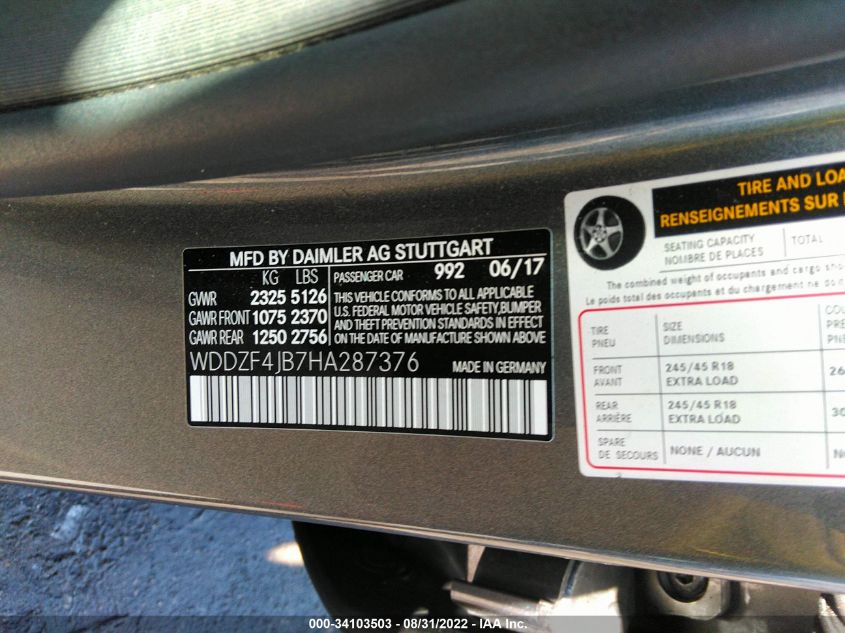 MFD BY DAIMLER AG STUTTGART
KG LBS PASSENGER CAR 992 06/17
GVWR 2325 5126
GAWR FRONT 1075 2370
GAWR REAR 1250 2756
THIS VEHICLE CONFORMS TO ALL APPLICABLE
U.S. FEDERAL MOTOR VEHICLE SAFETY,BUMPER
AND THEFT PREVENTION STANDARDS IN EFFECT
ON THE DATE OF MANUFACTURE SHOWN ABOVE
WDDZF4JB7HA287376 MADE IN GERMANY
TIRE AND LOA
RENSEIGNEMENTS SUR
SEATING CAPACITY TOTAL
NOMBRE DE PLACES
The combined weight of occupants and cargo sho
Le poids total des occupants et du chargement ne do
TIRE SIZE
PNEU DIMENSION
FRONT 245/45 R18 26
AVANT EXTRA LOAD
REAR 245/45 R18 30
ARRIÈRE EXTRA LOAD
SPARE NONE / AUCUN
DE SECOURS
000-34103503 - 08/31/2022 - IAA Inc.